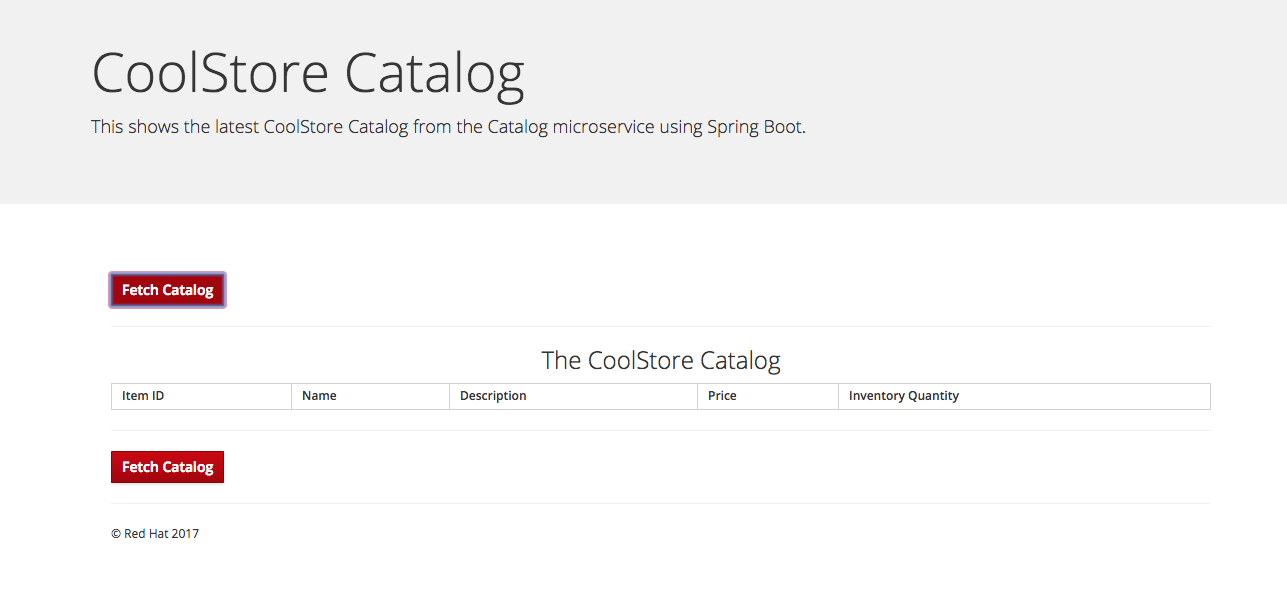 CoolStore Catalog
This shows the latest CoolStore Catalog from the Catalog microservice using Spring Boot.
Fetch Catalog
The CoolStore Catalog
Item ID Name Description Price Inventory Quantity
Fetch Catalog
© Red Hat 2017